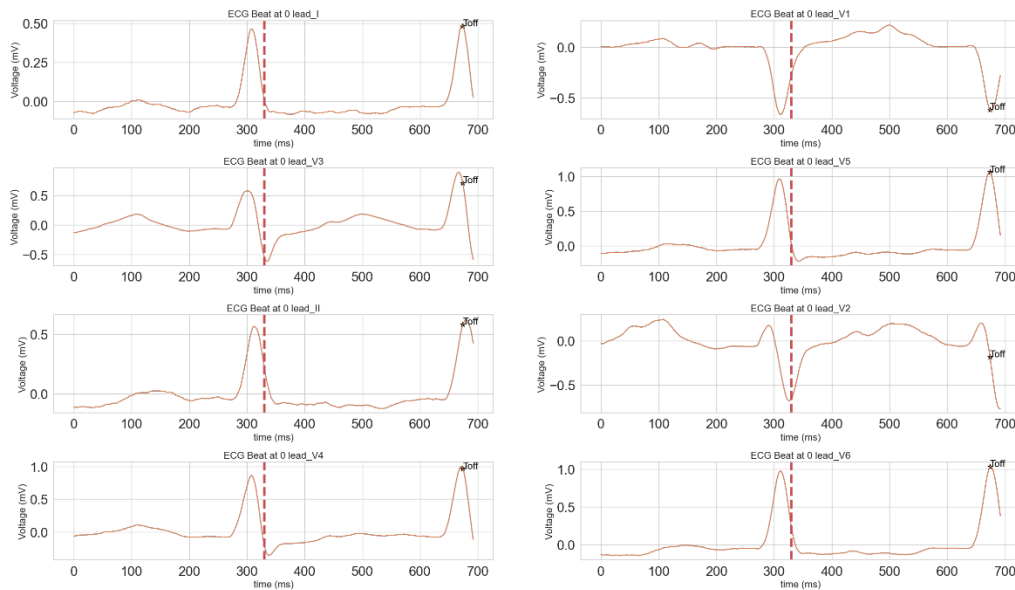 ECG Beat at 0 lead_I
Voltage (mV)
0.50
0.25
0.00
Toff
0 100 200 300 400 500 600 700
time (ms)
ECG Beat at 0 lead_V1
Voltage (mV)
0.0
−0.5
Toff
0 100 200 300 400 500 600 700
time (ms)
ECG Beat at 0 lead_V3
Voltage (mV)
0.5
0.0
−0.5
Toff
0 100 200 300 400 500 600 700
time (ms)
ECG Beat at 0 lead_V5
Voltage (mV)
1.0
0.5
0.0
Toff
0 100 200 300 400 500 600 700
time (ms)
ECG Beat at 0 lead_II
Voltage (mV)
0.5
0.0
Toff
0 100 200 300 400 500 600 700
time (ms)
ECG Beat at 0 lead_V2
Voltage (mV)
0.0
−0.5
Toff
0 100 200 300 400 500 600 700
time (ms)
ECG Beat at 0 lead_V4
Voltage (mV)
1.0
0.5
0.0
Toff
0 100 200 300 400 500 600 700
time (ms)
ECG Beat at 0 lead_V6
Voltage (mV)
1.0
0.5
0.0
Toff
0 100 200 300 400 500 600 700
time (ms)